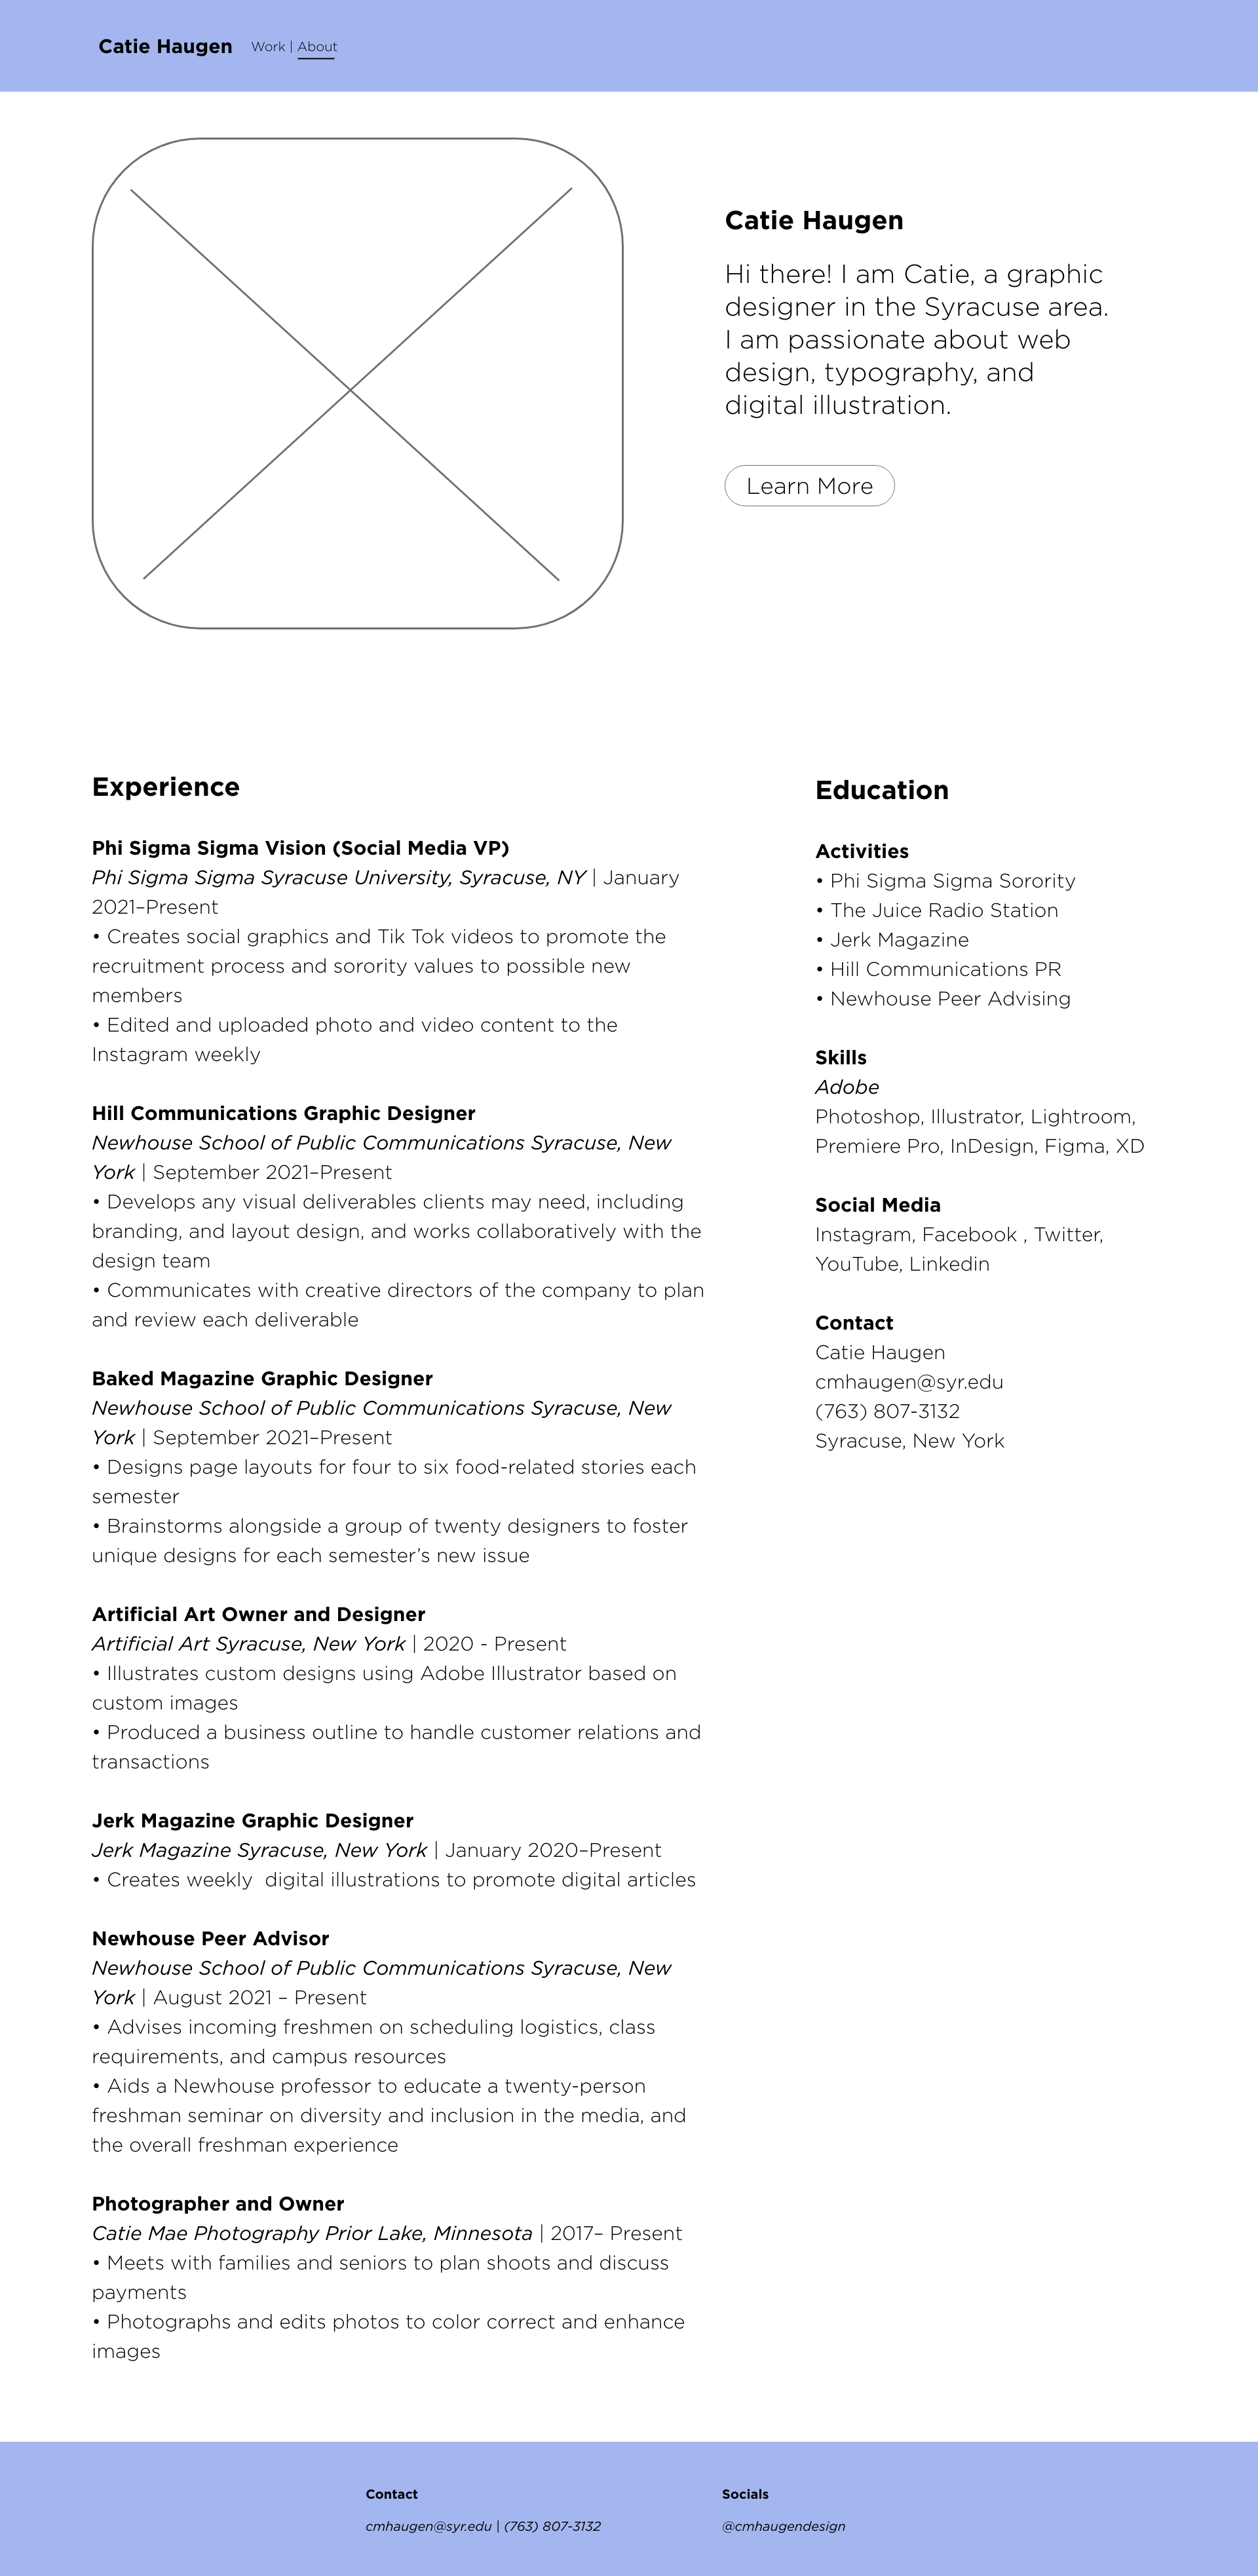 Catie Haugen Work | About
Catie Haugen
Hi there! I am Catie, a graphic
designer in the Syracuse area.
I am passionate about web
design, typography, and
digital illustration.
Learn More
Experience
Phi Sigma Sigma Vision (Social Media VP)
Phi Sigma Sigma Syracuse University, Syracuse, NY | January
2021–Present
• Creates social graphics and Tik Tok videos to promote the
recruitment process and sorority values to possible new
members
• Edited and uploaded photo and video content to the
Instagram weekly
Hill Communications Graphic Designer
Newhouse School of Public Communications Syracuse, New
York | September 2021–Present
• Develops any visual deliverables clients may need, including
branding, and layout design, and works collaboratively with the
design team
• Communicates with creative directors of the company to plan
and review each deliverable
Baked Magazine Graphic Designer
Newhouse School of Public Communications Syracuse, New
York | September 2021–Present
• Designs page layouts for four to six food-related stories each
semester
• Brainstorms alongside a group of twenty designers to foster
unique designs for each semester’s new issue
Artificial Art Owner and Designer
Artificial Art Syracuse, New York | 2020 - Present
• Illustrates custom designs using Adobe Illustrator based on
custom images
• Produced a business outline to handle customer relations and
transactions
Jerk Magazine Graphic Designer
Jerk Magazine Syracuse, New York | January 2020–Present
• Creates weekly  digital illustrations to promote digital articles
Newhouse Peer Advisor
Newhouse School of Public Communications Syracuse, New
York | August 2021 – Present
• Advises incoming freshmen on scheduling logistics, class
requirements, and campus resources
• Aids a Newhouse professor to educate a twenty-person
freshman seminar on diversity and inclusion in the media, and
the overall freshman experience
Photographer and Owner
Catie Mae Photography Prior Lake, Minnesota | 2017– Present
• Meets with families and seniors to plan shoots and discuss
payments
• Photographs and edits photos to color correct and enhance
images
Education
Activities
• Phi Sigma Sigma Sorority
• The Juice Radio Station
• Jerk Magazine
• Hill Communications PR
• Newhouse Peer Advising
Skills
Adobe
Photoshop, Illustrator, Lightroom,
Premiere Pro, InDesign, Figma, XD
Social Media
Instagram, Facebook , Twitter,
YouTube, Linkedin
Contact
Catie Haugen
cmhaugen@syr.edu
(763) 807-3132
Syracuse, New York
Contact
cmhaugen@syr.edu | (763) 807-3132
Socials
@cmhaugendesign